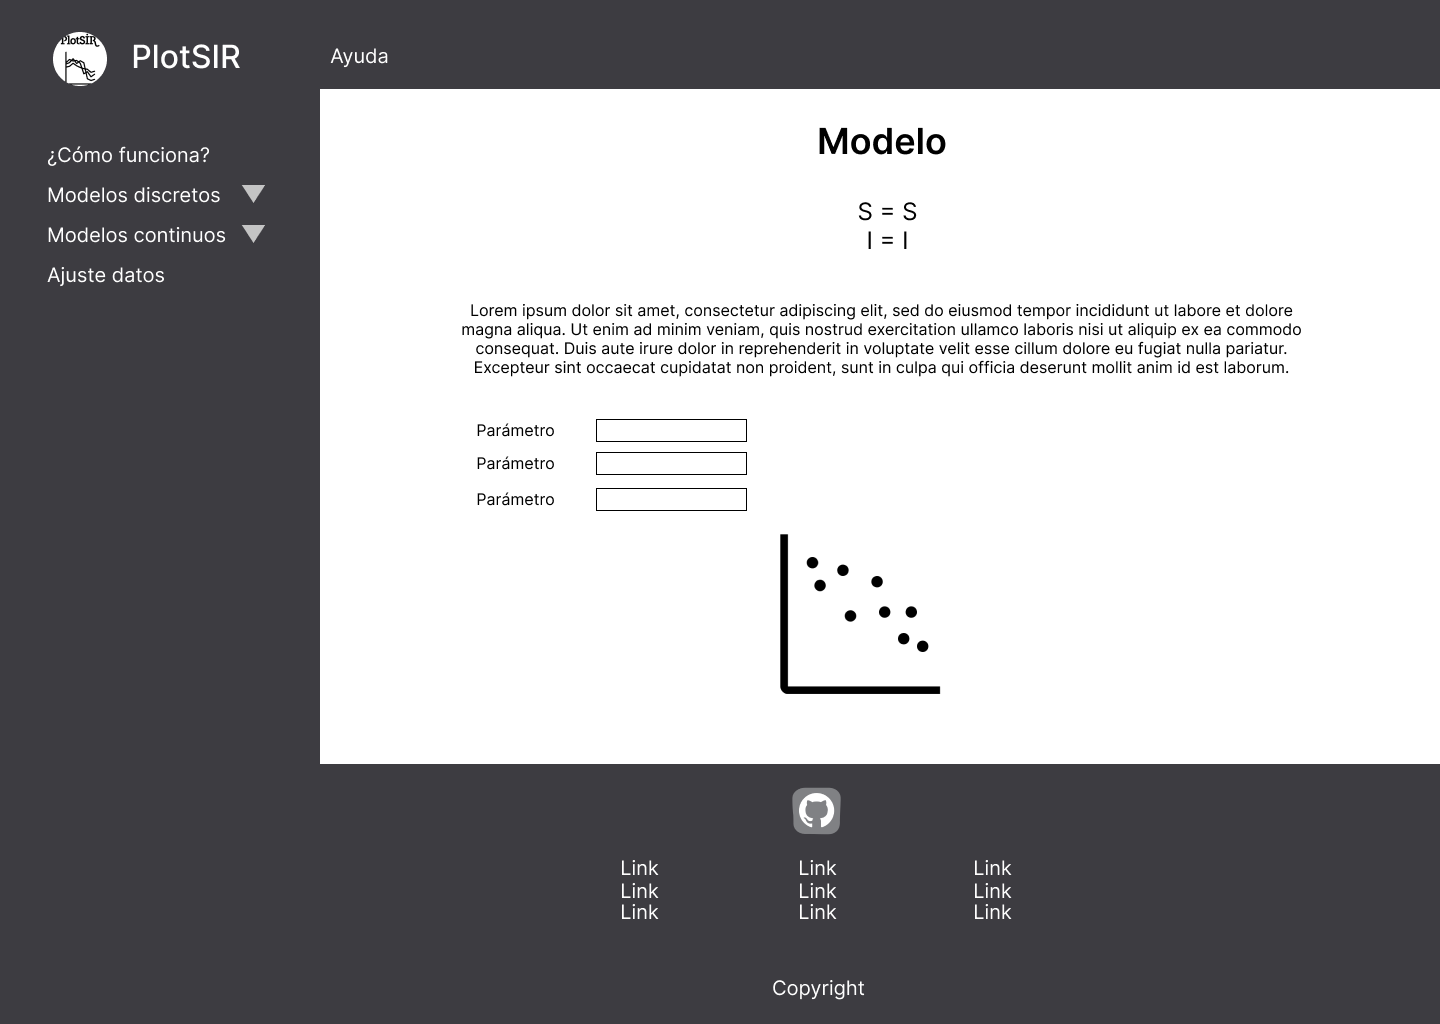 PlotSIR
PlotSIR
Ayuda
¿Cómo funciona?
Modelos discretos
Modelos continuos
Ajuste datos
Modelo
S = S
I = I
Lorem ipsum dolor sit amet, consectetur adipiscing elit, sed do eiusmod tempor incididunt ut labore et dolore
magna aliqua. Ut enim ad minim veniam, quis nostrud exercitation ullamco laboris nisi ut aliquip ex ea commodo
consequat. Duis aute irure dolor in reprehenderit in voluptate velit esse cillum dolore eu fugiat nulla pariatur.
Excepteur sint occaecat cupidatat non proident, sunt in culpa qui officia deserunt mollit anim id est laborum.
Parámetro
Parámetro
Parámetro
Link Link Link
Link Link Link
Link Link Link
Copyright